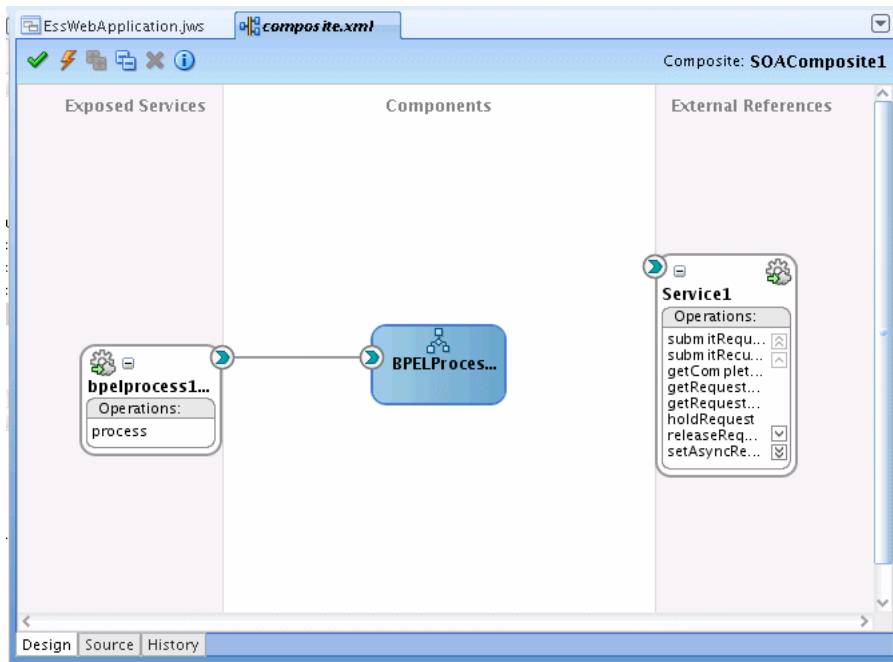 EssWebApplication.jws composite.xml
Composite: SOAComposite1
Exposed Services Components External References
Service1
Operations:
submitRequ...
submitRecu...
getComplet...
getRequest...
getRequest...
holdRequest
releaseReq...
setAsyncRe...
BPELProces...
bpelprocess1...
Operations:
process
Design Source History